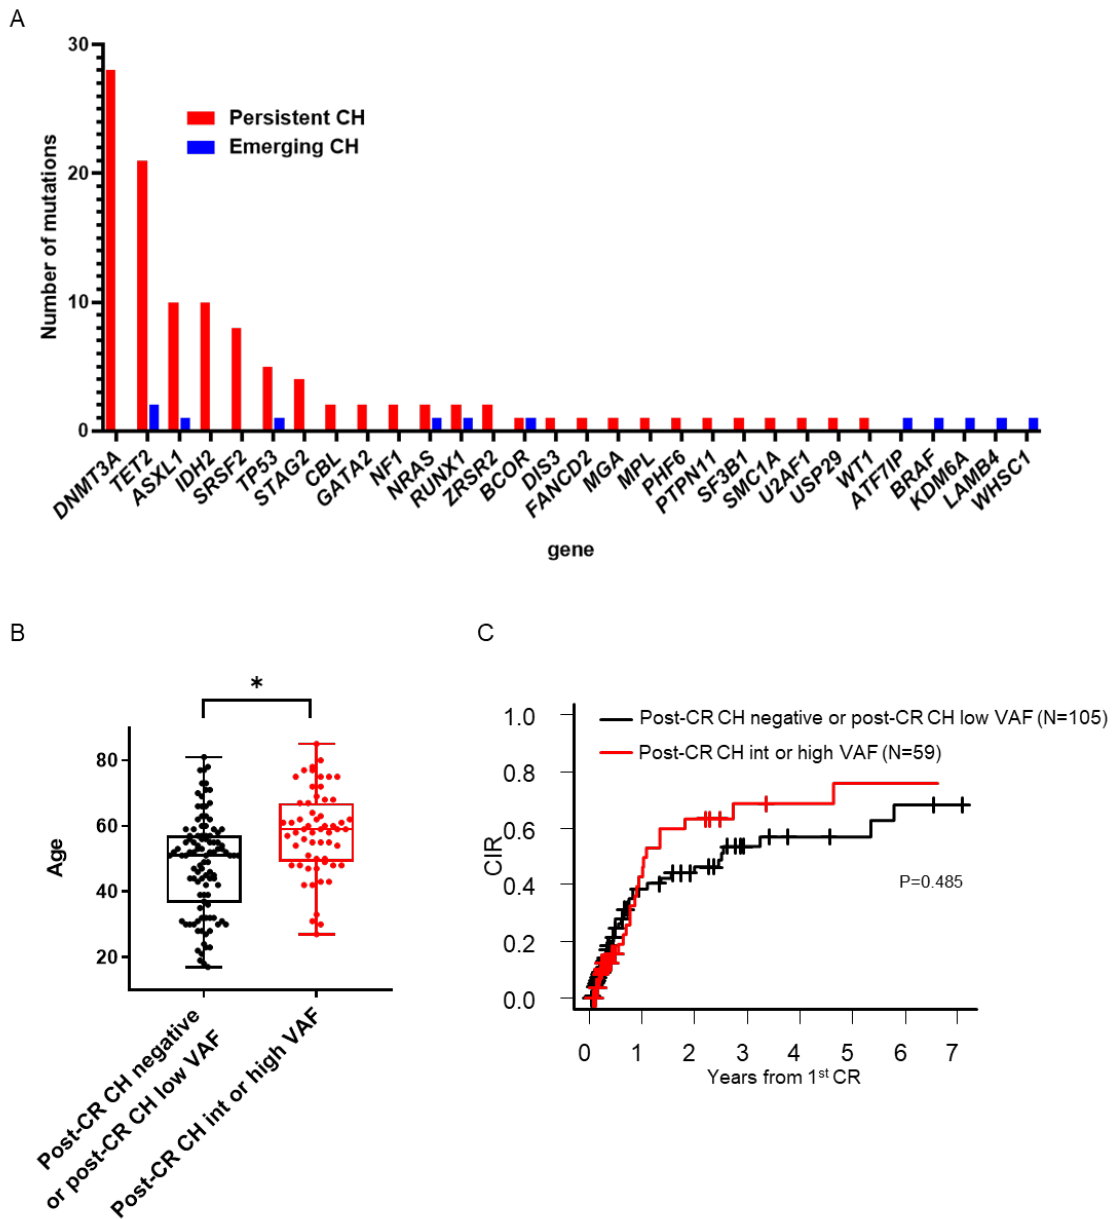 A
30
20
10
0
Number of mutations
Persistent CH
Emerging CH
DNMT3A
TET2
ASXL1
IDH2
SRSF2
TP53
STAG2
CBL
GATA2
NF1
NRAS
RUNX1
ZRSR2
BCOR
DIS3
FANCD2
MGA
MPL
PHF6
PTPN11
SF3B1
SMC1A
U2AF1
USP29
WT1
ATF7IP
BRAF
KDM6A
LAMB4
WHSC1
gene
B
*
80
60
40
20
Age
Post-CR CH negative
or post-CR CH low VAF
Post-CR CH int or high VAF
C
1.0
0.8
0.6
0.4
0.2
0.0
CIR
Post-CR CH negative or post-CR CH low VAF (N=105)
Post-CR CH int or high VAF (N=59)
P=0.485
0 1 2 3 4 5 6 7
Years from 1st CR